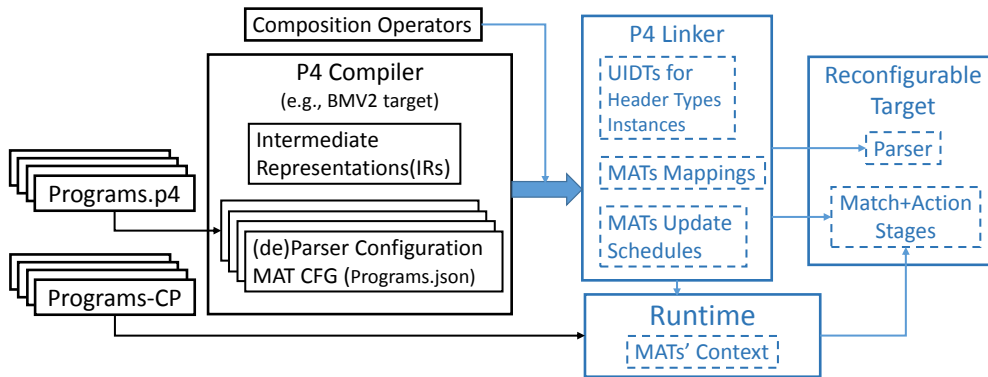 Composition Operators
P4 Compiler
(e.g., BMV2 target)
Intermediate
Representations(IRs)
(de)Parser Configuration
MAT CFG (Programs.json)
Programs.p4
Programs-CP
P4 Linker
UIDTs for
Header Types
Instances
MATs Mappings
MATs Update
Schedules
Runtime
MATs' Context
Reconfigurable
Target
Parser
Match+Action
Stages